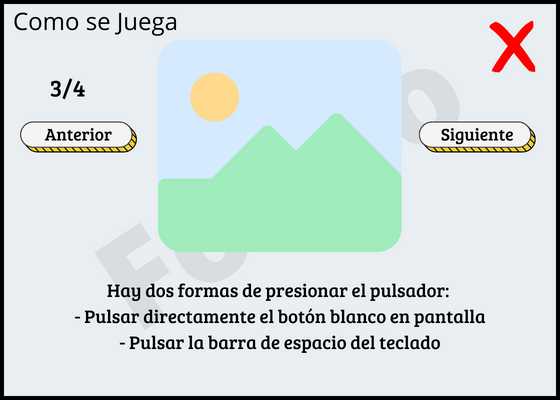 Como se Juega
3/4
Anterior
Siguiente
Hay dos formas de presionar el pulsador:
- Pulsar directamente el botón blanco en pantalla
- Pulsar la barra de espacio del teclado